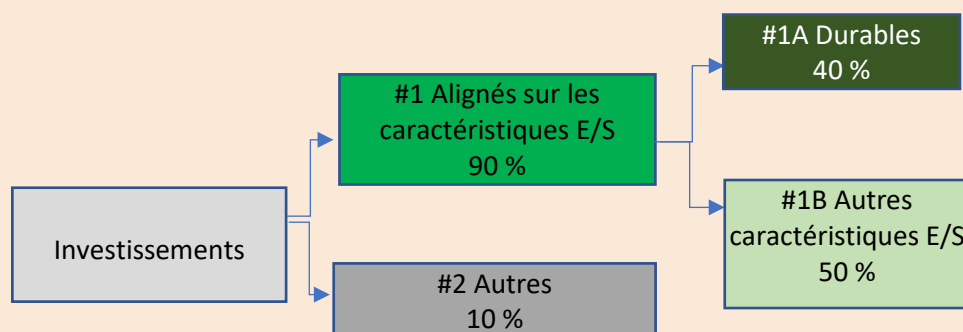 #1A Durables
40 %
#1 Alignés sur les
caractéristiques E/S
90 %
#1B Autres
caractéristiques E/S
50 %
Investissements
#2 Autres
10 %